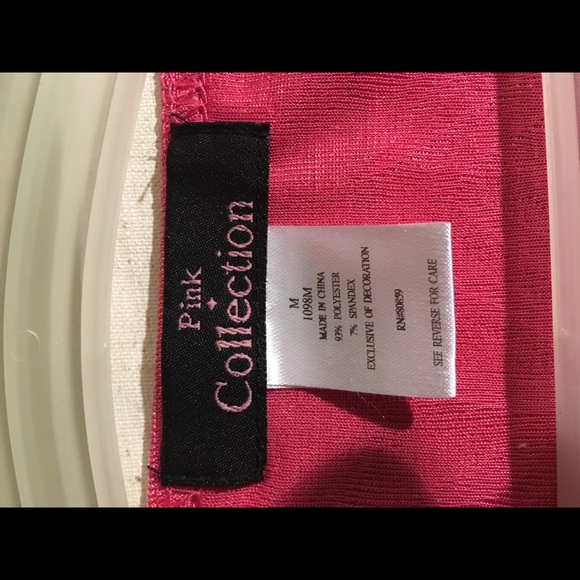 Pink
Collection
M
1098M
MADE IN CHINA
93% POLYESTER
7% SPANDEX
EXCLUSIVE OF DECORATION
RN#80859
SEE REVERSE FOR CARE